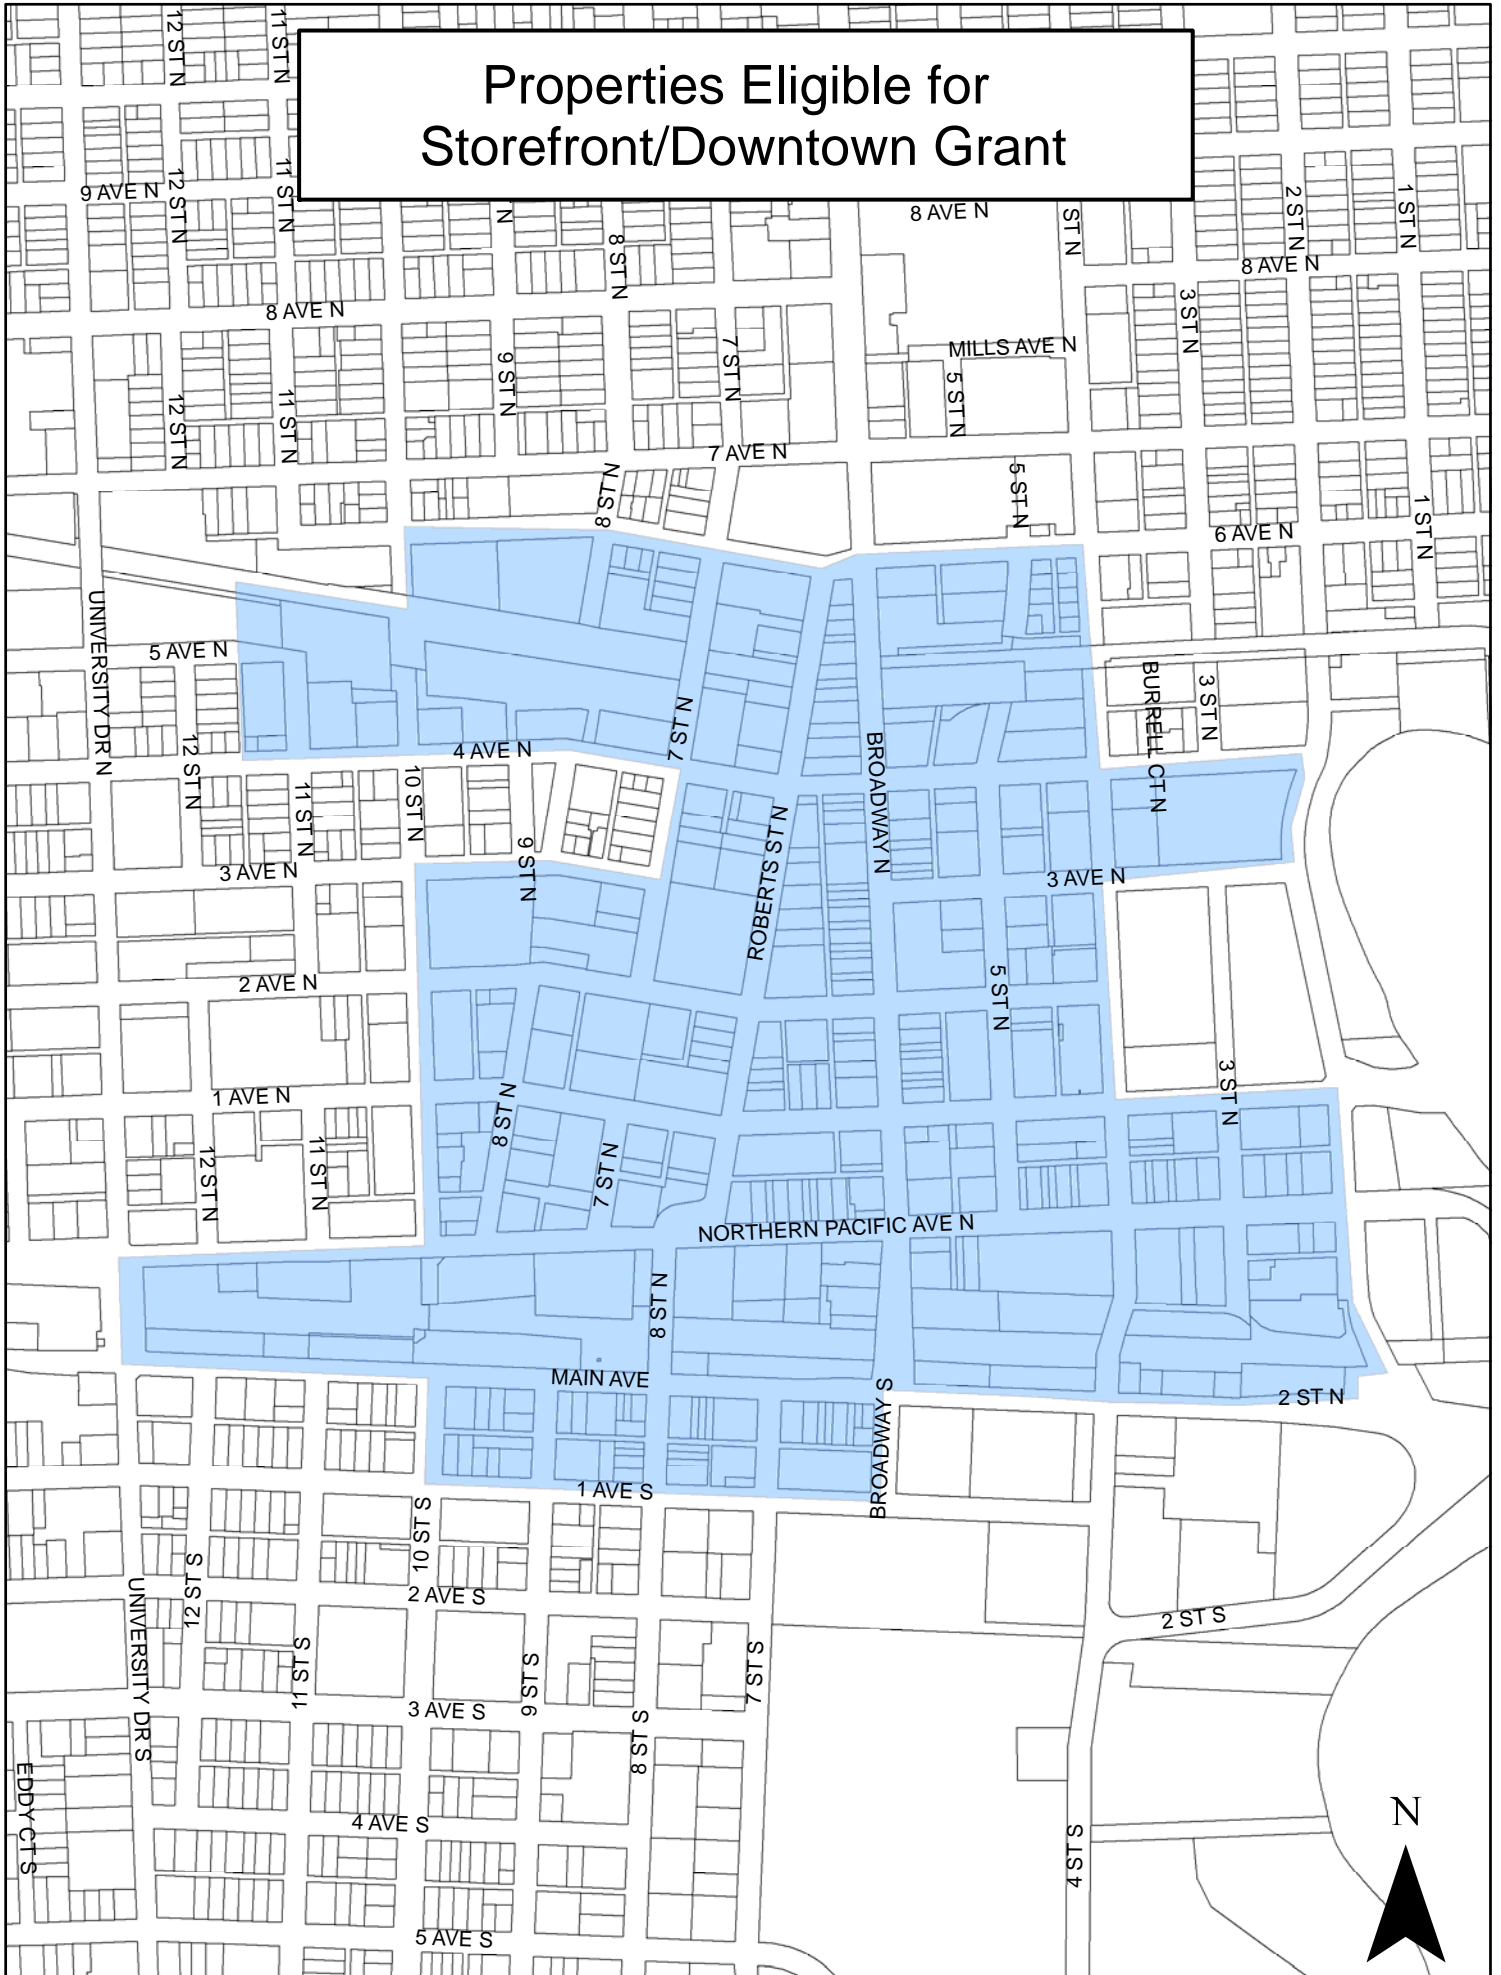 12 ST N
11 ST N
Properties Eligible for
Storefront/Downtown Grant
9 AVE N
12 ST N
11 ST N
N
8 ST N
8 AVE N
ST N
2 ST N
1 ST N
8 AVE N
8 AVE N
3 ST N
MILLS AVE N
9 ST N
7 ST N
5 ST N
12 ST N
11 ST N
7 AVE N
8 ST N
5 ST N
1 ST N
6 AVE N
UNIVERSITY DR N
5 AVE N
BURRELL CT N
3 ST N
7 ST N
4 AVE N
BROADWAY N
12 ST N
11 ST N
10 ST N
9 ST N
ROBERTS ST N
3 AVE N
3 AVE N
2 AVE N
5 ST N
1 AVE N
8 ST N
3 ST N
12 ST N
11 ST N
7 ST N
NORTHERN PACIFIC AVE N
8 ST N
MAIN AVE
BROADWAY S
2 ST N
1 AVE S
10 ST S
12 ST S
UNIVERSITY DR S
2 AVE S
2 ST S
11 ST S
9 ST S
7 ST S
3 AVE S
8 ST S
EDDY CT S
4 AVE S
4 ST S
N
5 AVE S